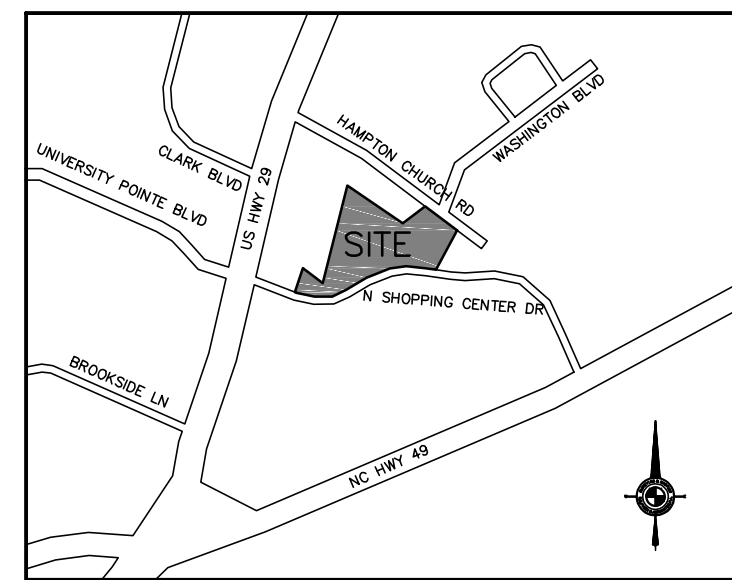 HAMPTON CHURCH RD
WASHINGTON BLVD
CLARK BLVD
UNIVERSITY POINTE BLVD
US HWY 29
SITE
N SHOPPING CENTER DR
BROOKSIDE LN
NC HWY 49